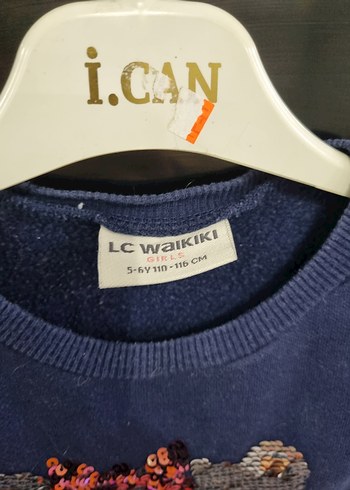 i.CAN
LC WAIKIKI
GIRLS
5-6Y 110-116 CM